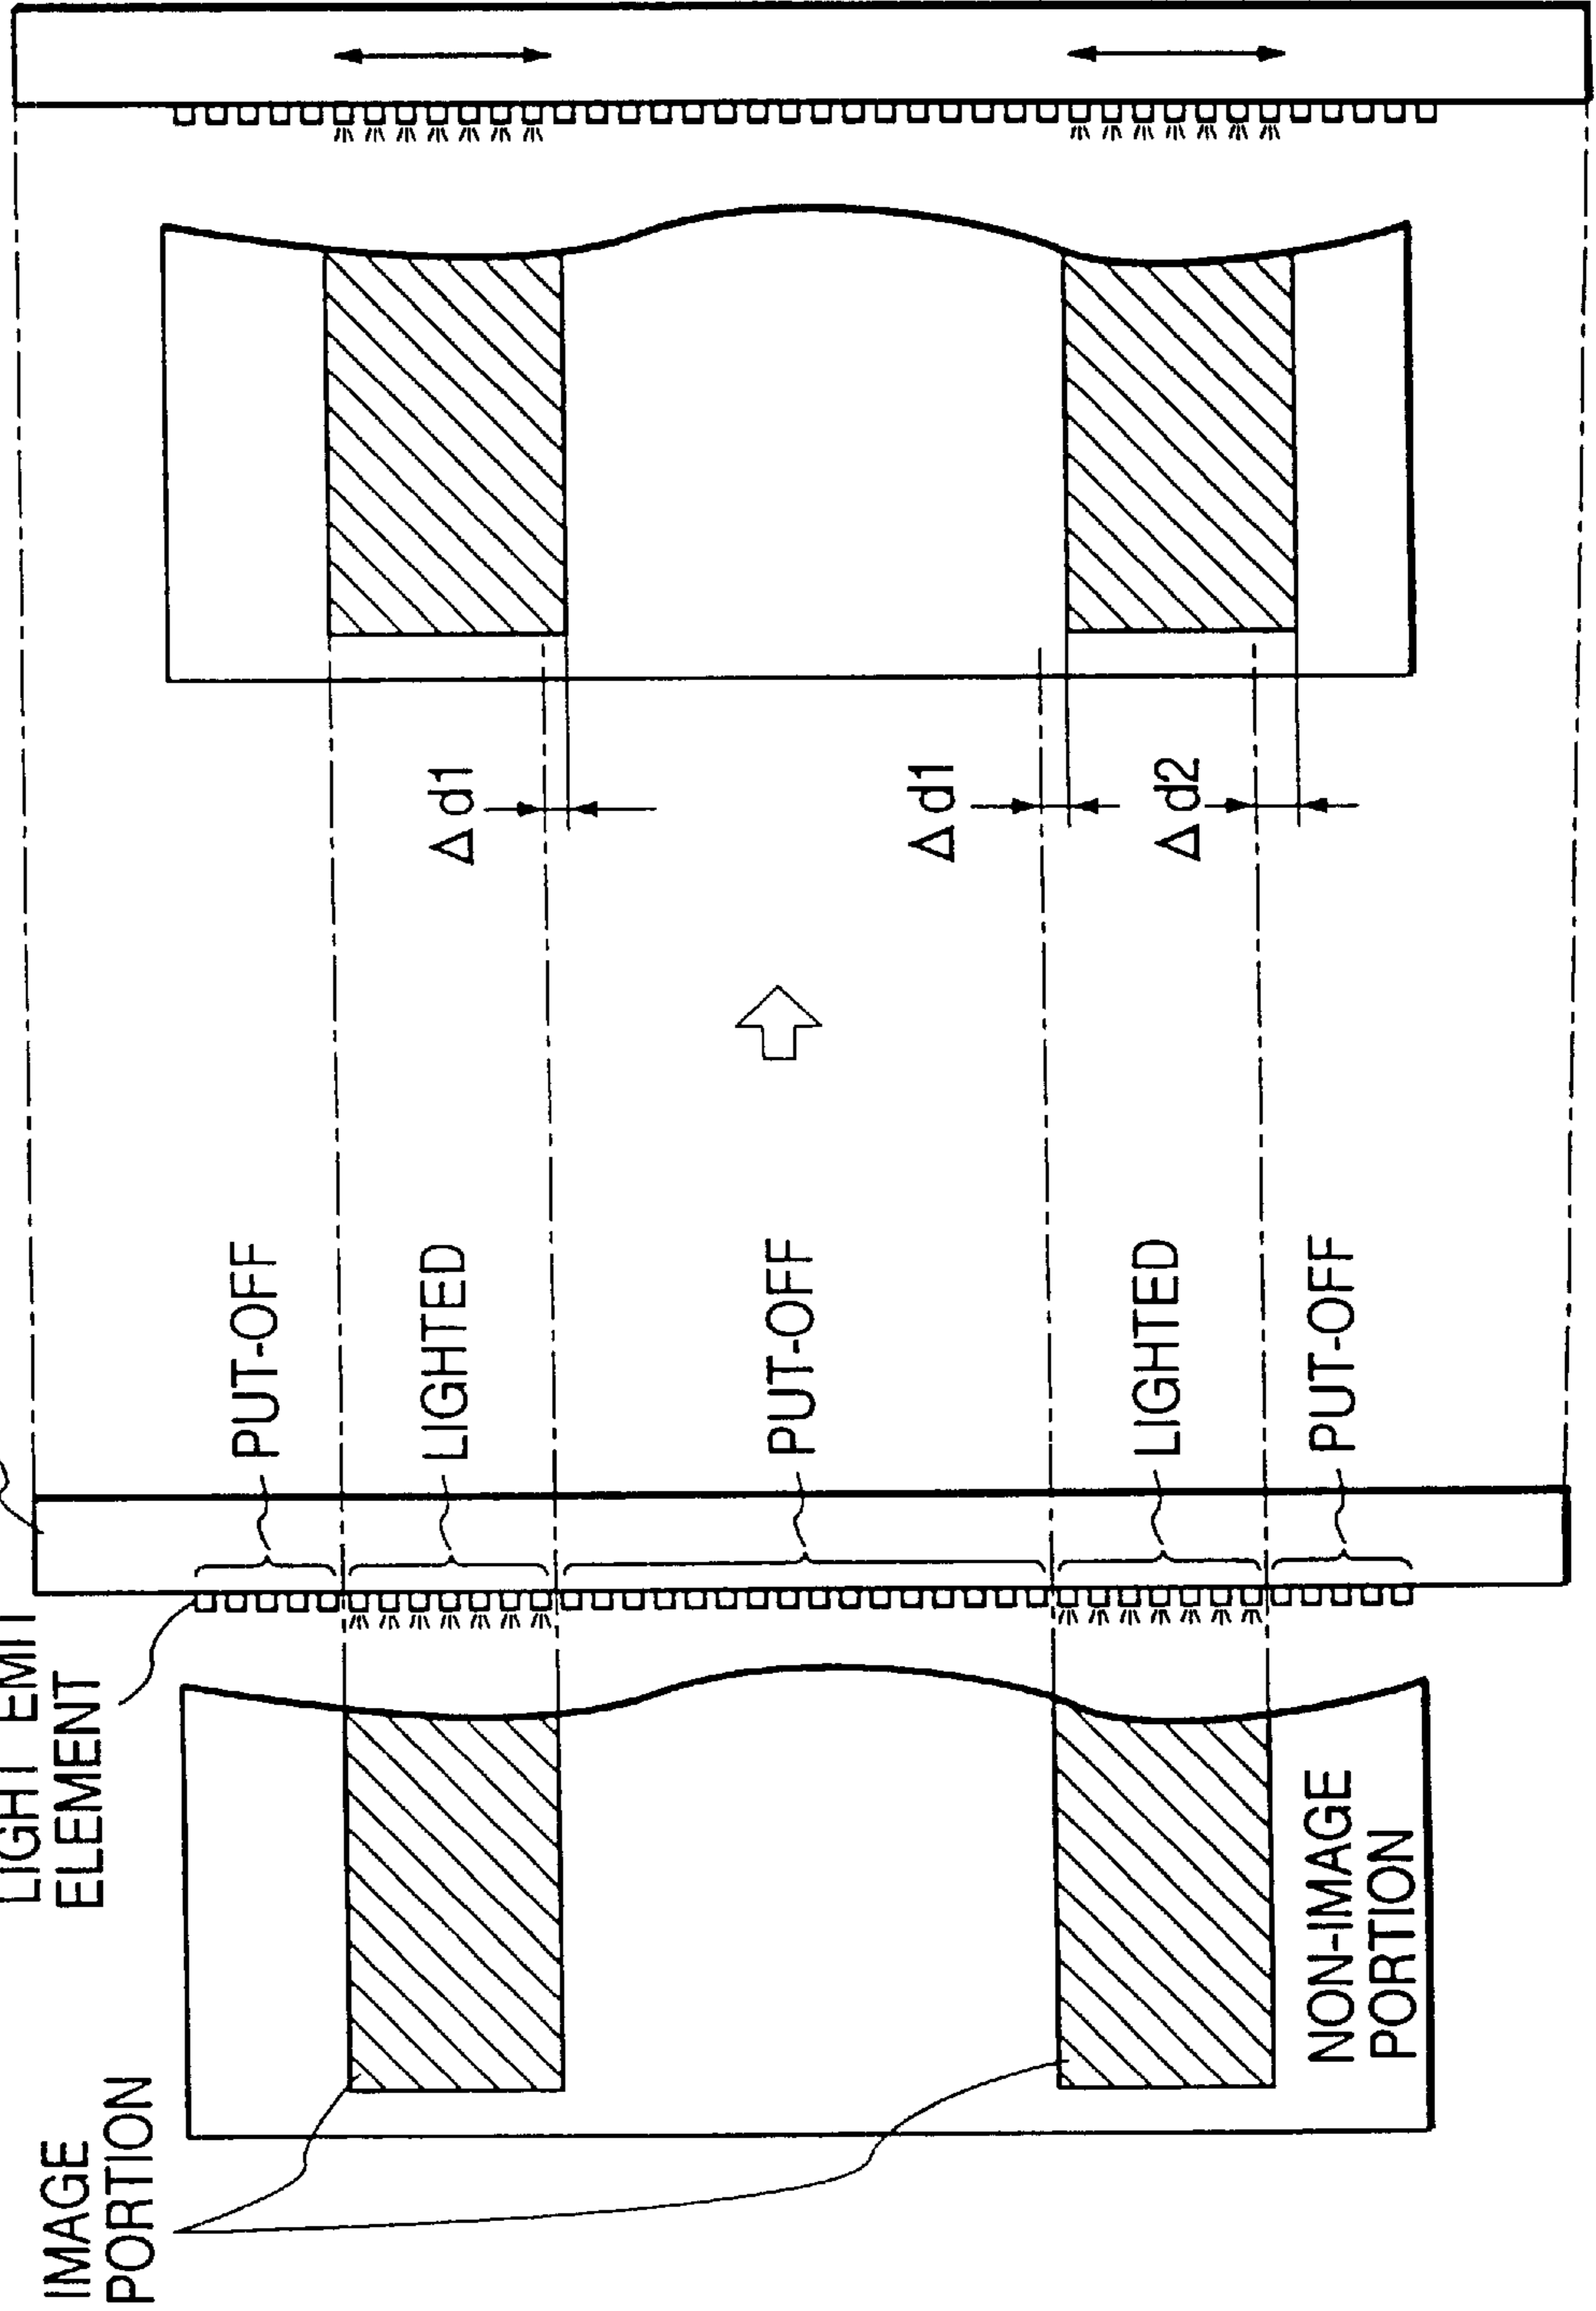 LIGHT EMIT
ELEMENT
IMAGE
PORTION
PUT-OFF
LIGHTED
Δd1
PUT-OFF
Δd1
LIGHTED
Δd2
NON-IMAGE
PORTION
PUT-OFF